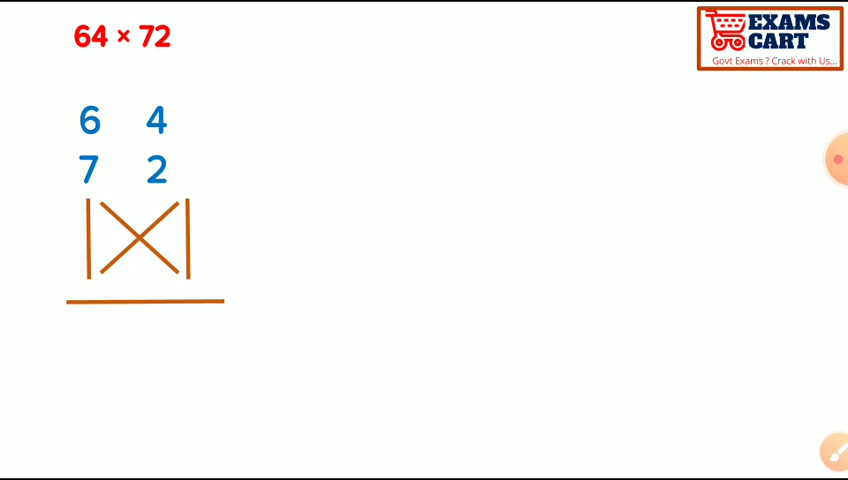 64 × 72
EXAMS
CART
Govt Exams ? Crack with Us...
6 4
7 2